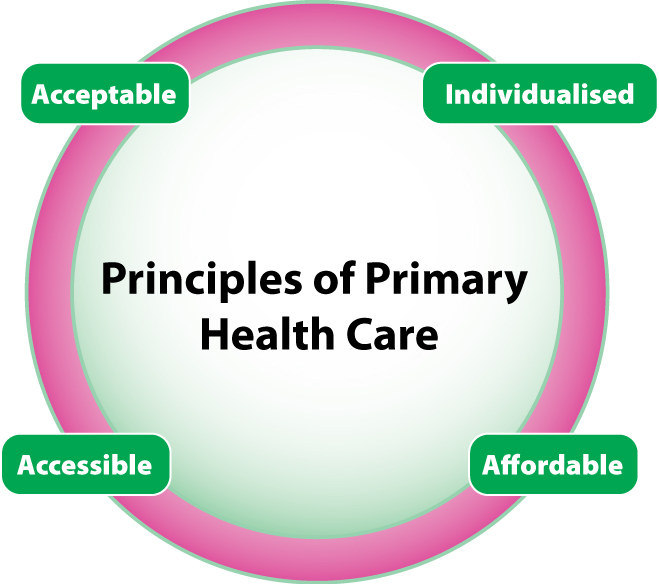 Acceptable
Individualised
Principles of Primary
Health Care
Accessible
Affordable